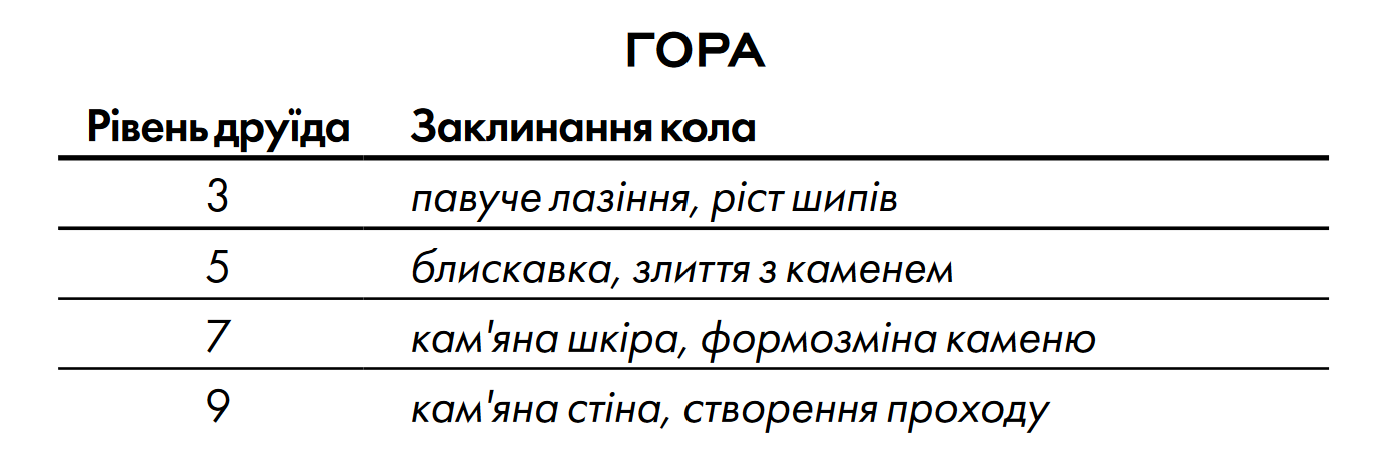 ГОРА
Рівень друїда Заклинання кола
3 павуче лазіння, ріст шипів
5 блискавка, злиття з каменем
7 кам'яна шкіра, формозміна каменю
9 кам'яна стіна, створення проходу